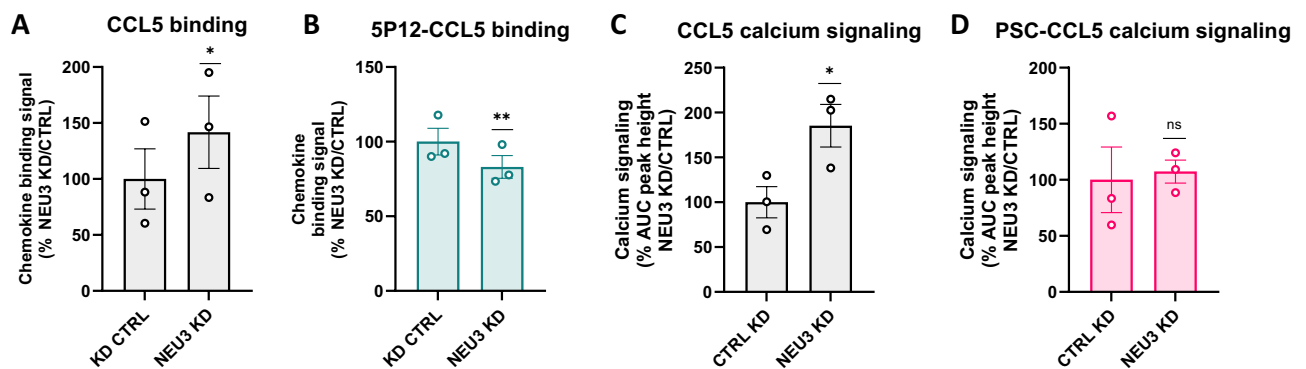 A
CCL5 binding
Chemokine binding signal
(% NEU3 KD/CTRL)
200
150
100
50
0
*
KD CTRL
NEU3 KD
B
5P12-CCL5 binding
Chemokine
binding signal
(% NEU3 KD/CTRL)
150
100
50
0
**
KD CTRL
NEU3 KD
C
CCL5 calcium signaling
Calcium signaling
(% AUC peak height
NEU3 KD/CTRL)
250
200
150
100
50
0
*
CTRL KD
NEU3 KD
D
PSC-CCL5 calcium signaling
Calcium signaling
(% AUC peak height
NEU3 KD/CTRL)
200
150
100
50
0
ns
CTRL KD
NEU3 KD